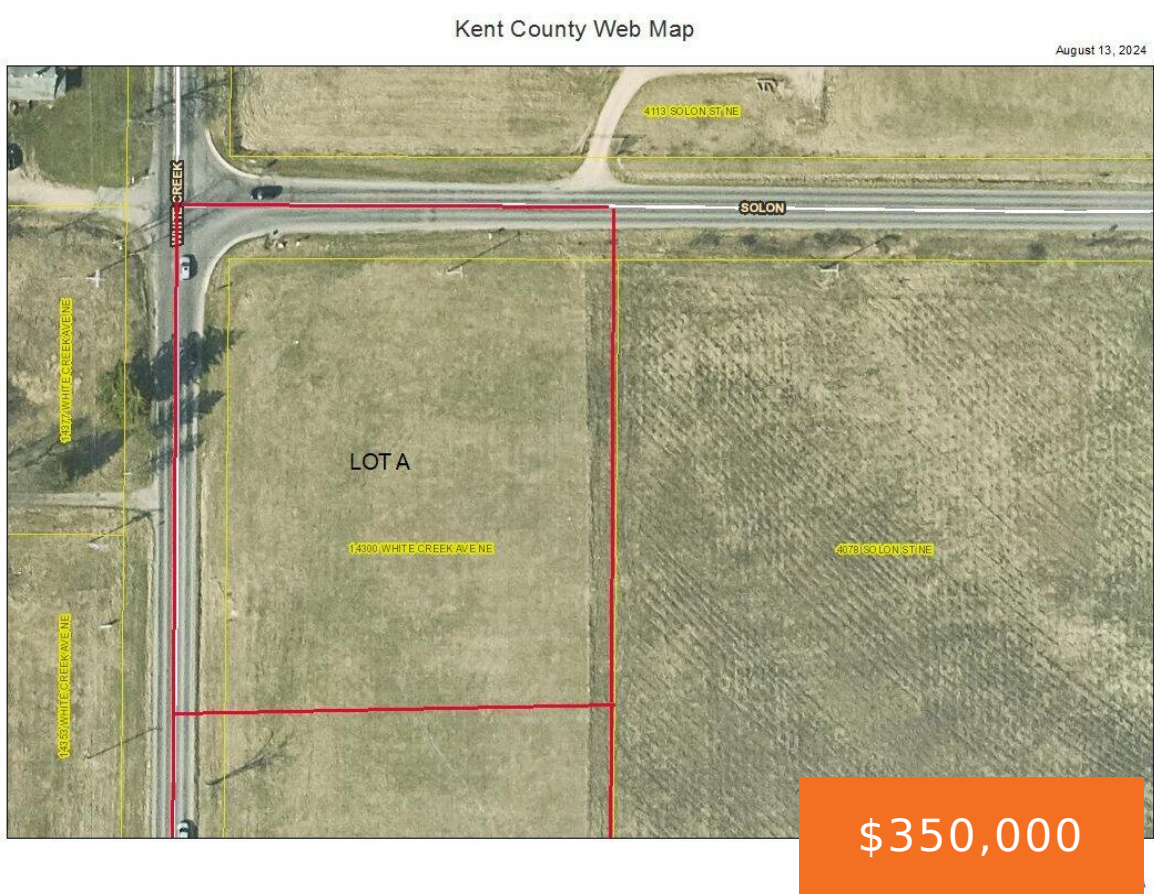 Kent County Web Map
August 13, 2024
4113 SOLON ST NE
WHITE CREEK
SOLON
14377 WHITE CREEK AVE NE
LOT A
14300 WHITE CREEK AVE NE
4078 SOLON ST NE
14353 WHITE CREEK AVE NE
$350,000